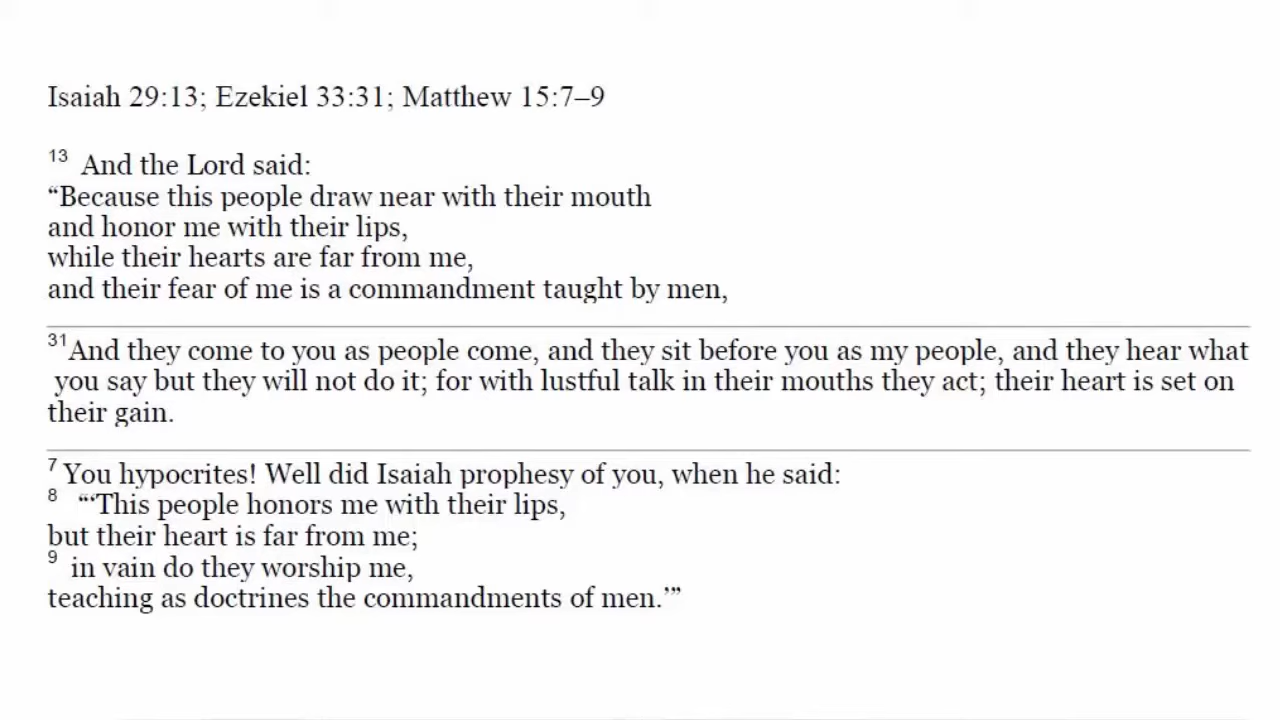 Isaiah 29:13; Ezekiel 33:31; Matthew 15:7–9
13 And the Lord said:
“Because this people draw near with their mouth
and honor me with their lips,
while their hearts are far from me,
and their fear of me is a commandment taught by men,
31And they come to you as people come, and they sit before you as my people, and they hear what
you say but they will not do it; for with lustful talk in their mouths they act; their heart is set on
their gain.
7 You hypocrites! Well did Isaiah prophesy of you, when he said:
8 “‘This people honors me with their lips,
but their heart is far from me;
9 in vain do they worship me,
teaching as doctrines the commandments of men.’”